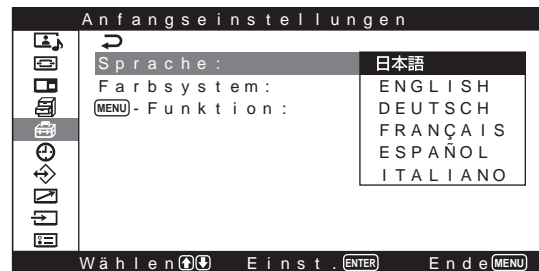 Anfangseinstellungen
Sprache: 日本語
Farbsystem: ENGLISH
MENU-Funktion: DEUTSCH
FRANÇAIS
ESPAÑOL
ITALIANO
Wählen Einst. ENTER Ende MENU